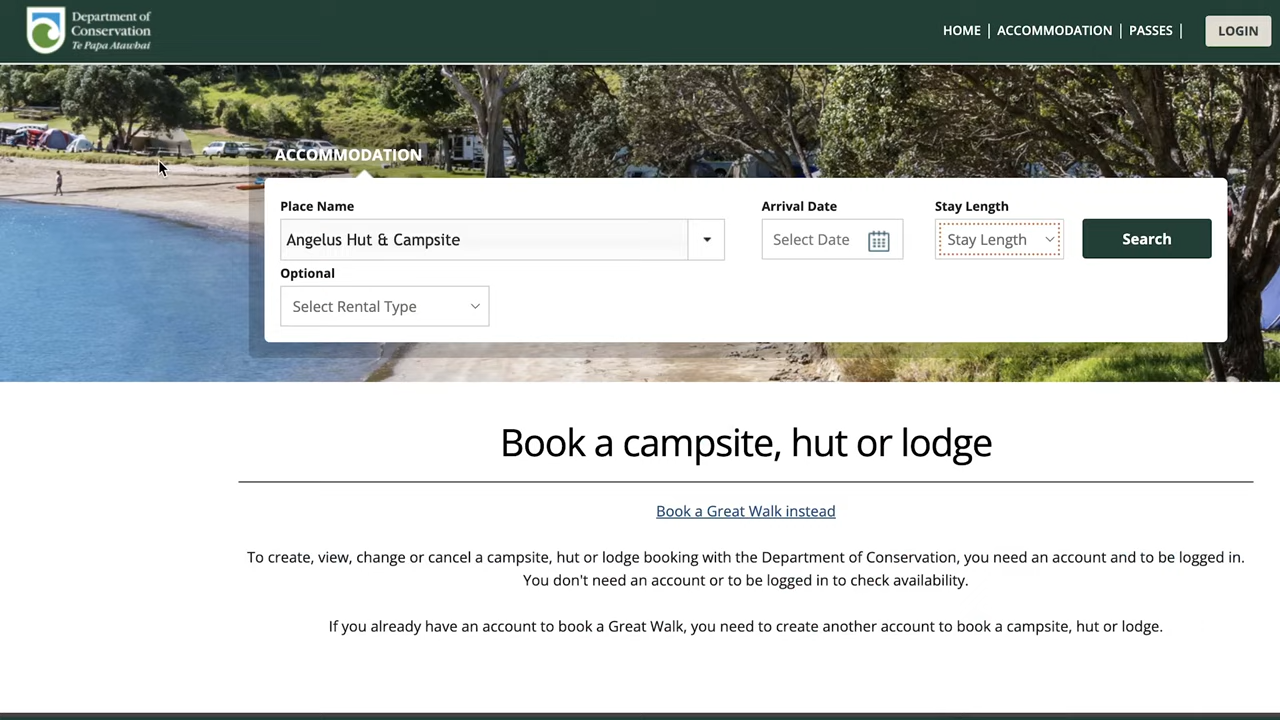 Department of
Conservation
Te Papa Atawbai
HOME | ACCOMMODATION | PASSES |
LOGIN
ACCOMMODATION
Place Name
Arrival Date
Stay Length
Angelus Hut & Campsite
Select Date
Stay Length
Search
Optional
Select Rental Type
Book a campsite, hut or lodge
Book a Great Walk instead
To create, view, change or cancel a campsite, hut or lodge booking with the Department of Conservation, you need an account and to be logged in.
You don't need an account or to be logged in to check availability.
If you already have an account to book a Great Walk, you need to create another account to book a campsite, hut or lodge.